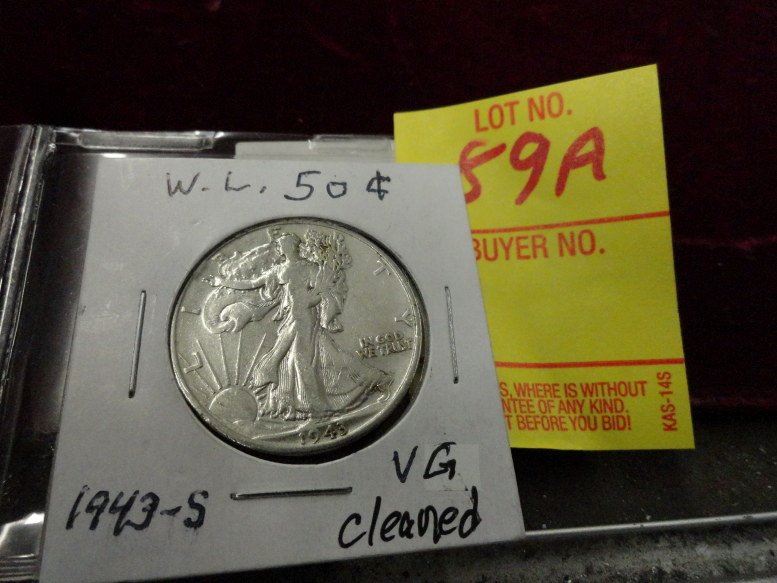 W. L. 50¢
LIBERTY
IN GOD
WE TRUST
1943
1943-S
VG
cleaned
LOT NO.
59A
BUYER NO.
S, WHERE IS WITHOUT
NTEE OF ANY KIND.
T BEFORE YOU BID!
KAS-14S